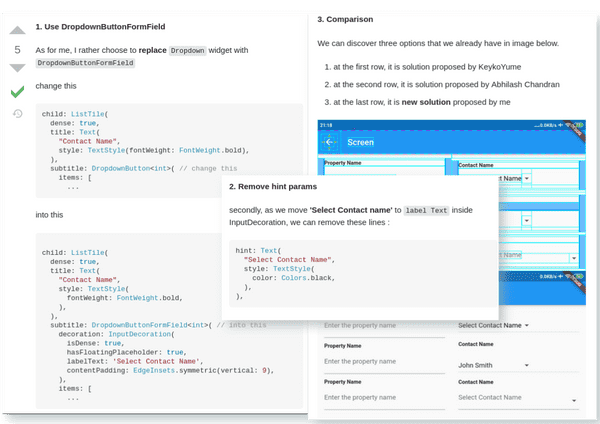 1. Use DropdownButtonFormField
5
As for me, I rather choose to replace Dropdown widget with
DropdownButtonFormField
change this
child: ListTile(
dense: true,
title: Text(
"Contact Name",
style: TextStyle(fontWeight: FontWeight.bold),
),
subtitle: DropdownButton<int>( // change this
items: [
...
into this
child: ListTile(
dense: true,
title: Text(
"Contact Name",
style: TextStyle(
fontWeight: FontWeight.bold,
),
),
subtitle: DropdownButtonFormField<int>( // into this
decoration: InputDecoration(
isDense: true,
hasFloatingPlaceholder: true,
labelText: 'Select Contact Name',
contentPadding: EdgeInsets.symmetric(vertical: 9),
),
items: [
...
2. Remove hint params
secondly, as we move 'Select Contact name' to label Text inside
InputDecoration, we can remove these lines :
hint: Text(
"Select Contact Name",
style: TextStyle(
color: Colors.black,
),
),
3. Comparison
We can discover three options that we already have in image below.
1. at the first row, it is solution proposed by KeykoYume
2. at the second row, it is solution proposed by Abhilash Chandran
3. at the last row, it is new solution proposed by me
21:18
Screen
Property Name
Contact Name
t Name
t Name
Enter the property name
Select Contact Name
Property Name
Contact Name
Enter the property name
John Smith
Property Name
Contact Name
Enter the property name
Select Contact Name